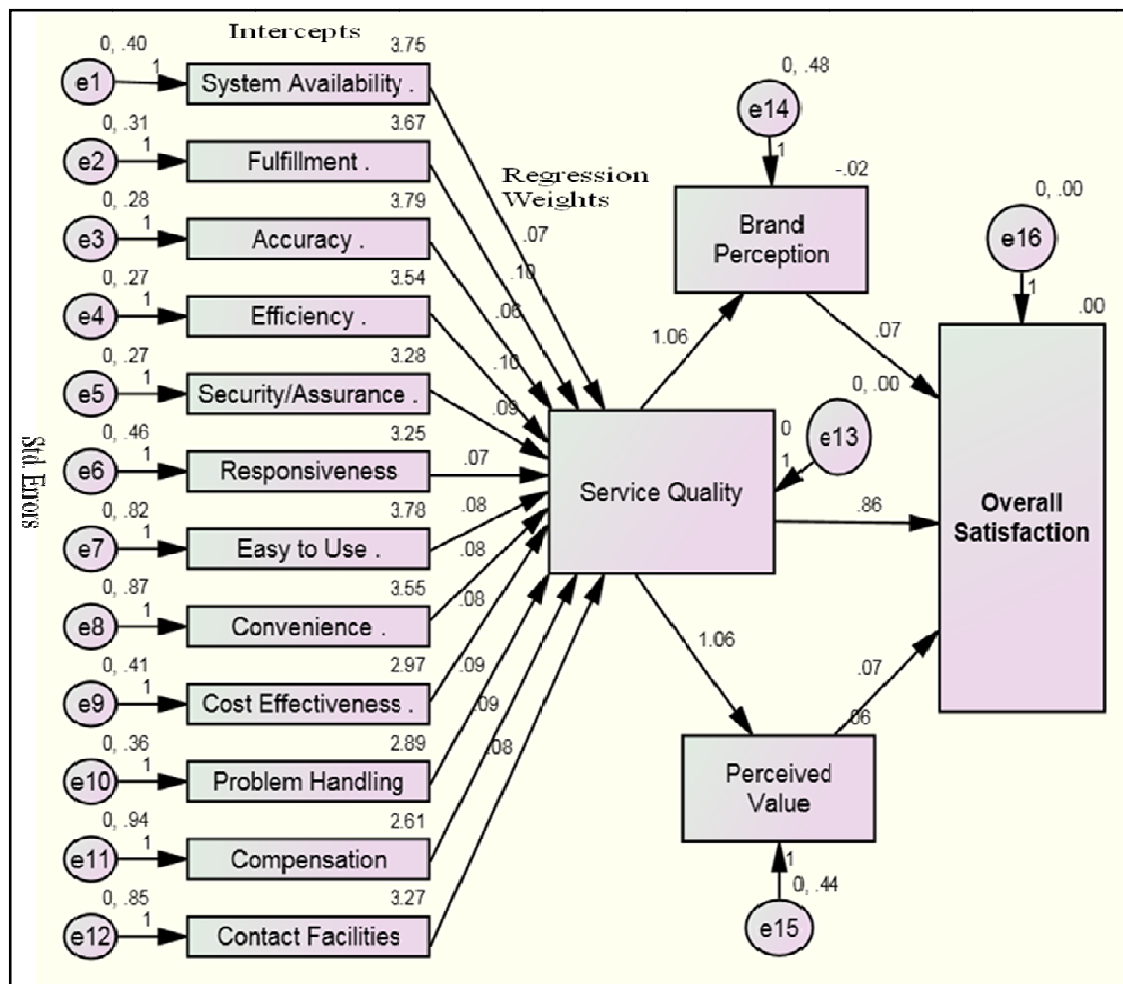 Intercepts
0, .40
3.75
e1
1
System Availability .
0, .31
3.67
e2
1
Fulfillment .
0, .28
3.79
e3
1
Accuracy .
0, .27
3.54
e4
1
Efficiency .
0, .27
3.28
e5
1
Security/Assurance .
0, .46
3.25
e6
1
Responsiveness
0, .82
3.78
e7
1
Easy to Use .
0, .87
3.55
e8
1
Convenience .
0, .41
2.97
e9
1
Cost Effectiveness .
0, .36
2.89
e10
1
Problem Handling
0, .94
2.61
e11
1
Compensation
0, .85
3.27
e12
1
Contact Facilities
Std. Errors
Regression
Weights
.07
.10
.06
.10
.09
.07
.08
.08
.08
.09
.09
.08
0, .48
e14
1
-.02
Brand
Perception
1.06
.07
0, .00
e13
0
1
Service Quality
.86
1.06
.07
.06
Perceived
Value
1
0, .44
e15
0, .00
e16
1
.00
Overall
Satisfaction